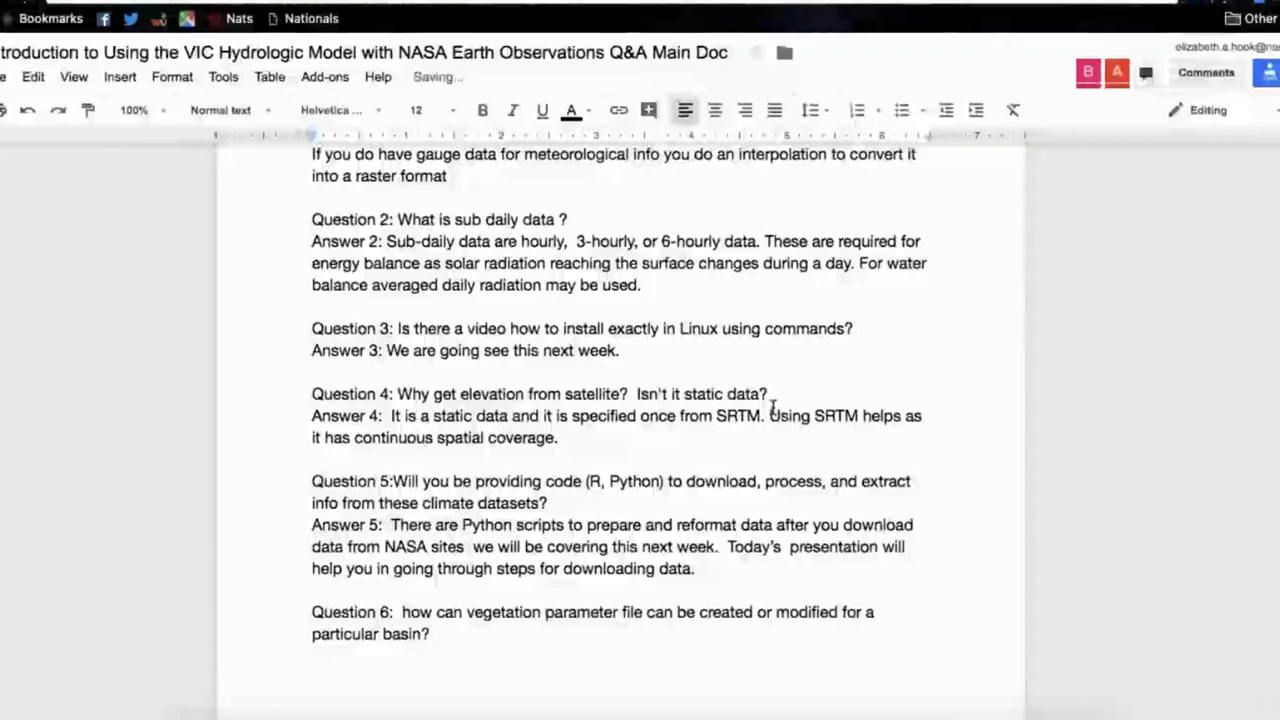 Bookmarks Nats Nationals Other
troduction to Using the VIC Hydrologic Model with NASA Earth Observations Q&A Main Doc
elizabeth.a.hook@na
e Edit View Insert Format Tools Table Add-ons Help Saving...
B A Comments
100% Normal text Helvetica ... 12 B I U A Editing
2 3 4 5 6 7
If you do have gauge data for meteorological info you do an interpolation to convert it
into a raster format
Question 2: What is sub daily data ?
Answer 2: Sub-daily data are hourly,  3-hourly, or 6-hourly data. These are required for
energy balance as solar radiation reaching the surface changes during a day. For water
balance averaged daily radiation may be used.
Question 3: Is there a video how to install exactly in Linux using commands?
Answer 3: We are going see this next week.
Question 4: Why get elevation from satellite?  Isn't it static data?
Answer 4:  It is a static data and it is specified once from SRTM. Using SRTM helps as
it has continuous spatial coverage.
Question 5:Will you be providing code (R, Python) to download, process, and extract
info from these climate datasets?
Answer 5:  There are Python scripts to prepare and reformat data after you download
data from NASA sites  we will be covering this next week.  Today's  presentation will
help you in going through steps for downloading data.
Question 6:  how can vegetation parameter file can be created or modified for a
particular basin?